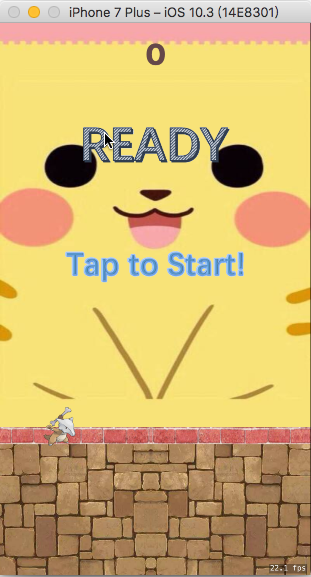 iPhone 7 Plus – iOS 10.3 (14E8301)
0
READY
Tap to Start!
22.1 fps